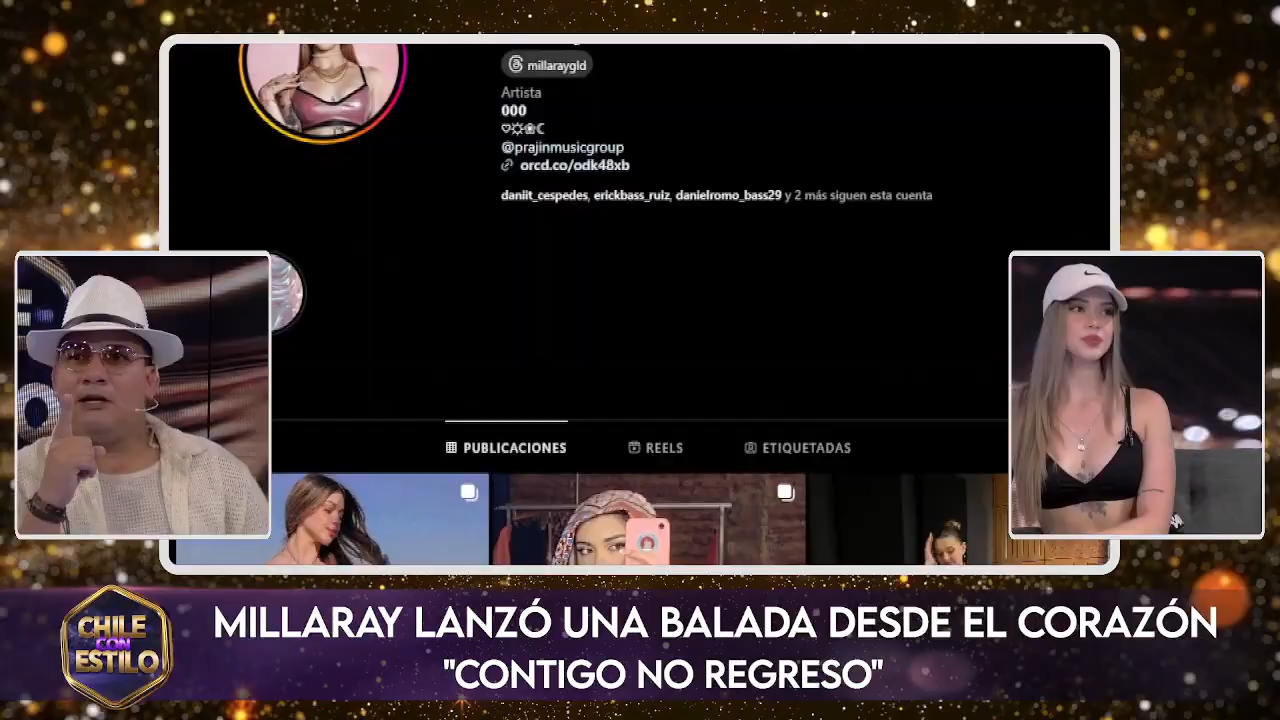 millaraygld
Artista
000
@prajinmusicgroup
orcd.co/odk48xb
daniit_cespedes, erickbass_ruiz, danielromo_bass29 y 2 más siguen esta cuenta
PUBLICACIONES
REELS
ETIQUETADAS
CHILE
CON
ESTILO
MILLARAY LANZÓ UNA BALADA DESDE EL CORAZÓN
"CONTIGO NO REGRESO"